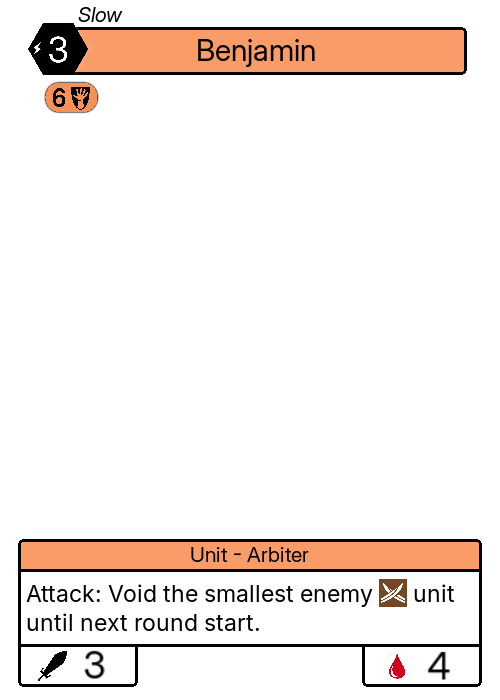 Slow
3
Benjamin
6
Unit - Arbiter
Attack: Void the smallest enemy unit
until next round start.
3
4